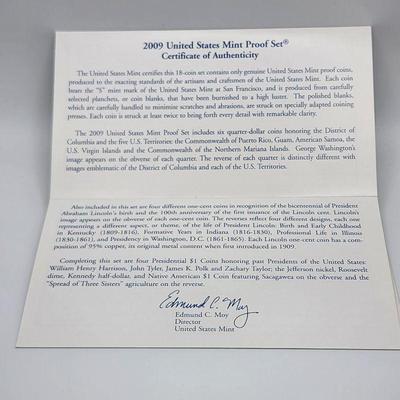 2009 United States Mint Proof Set®
Certificate of Authenticity
The United States Mint certifies this 18-coin set contains only genuine United States Mint proof coins,
produced to the exacting standards of the artisans and craftsmen of the United States Mint. Each coin
bears the "S" mint mark of the United States Mint at San Francisco, and is produced from carefully
selected planchets, or coin blanks, that have been burnished to a high luster. The polished blanks,
which are carefully handled to minimize scratches and abrasions, are struck on specially adapted coining
presses. Each coin is struck at least twice to bring forth every detail with remarkable clarity.
The 2009 United States Mint Proof Set includes six quarter-dollar coins honoring the District of
Columbia and the five U.S. Territories: the Commonwealth of Puerto Rico, Guam, American Samoa, the
U.S. Virgin Islands and the Commonwealth of the Northern Mariana Islands. George Washington's
image appears on the obverse of each quarter. The reverse of each quarter is distinctly different with
images emblematic of the District of Columbia and each of the U.S. Territories.
Also included in this set are four different one-cent coins in recognition of the bicentennial of President
Abraham Lincoln's birth and the 100th anniversary of the first issuance of the Lincoln cent. Lincoln's
image appears on the obverse of each one-cent coin. The reverses reflect four different designs, each one
representing a different aspect, or theme, of the life of President Lincoln: Birth and Early Childhood
in Kentucky (1809-1816), Formative Years in Indiana (1816-1830), Professional Life in Illinois
(1830-1861), and Presidency in Washington, D.C. (1861-1865). Each Lincoln one-cent coin has a com-
position of 95% copper, its original metal content when first introduced in 1909.
Completing this set are four Presidential $1 Coins honoring past Presidents of the United States:
William Henry Harrison, John Tyler, James K. Polk and Zachary Taylor; the Jefferson nickel, Roosevelt
dime, Kennedy half-dollar, and Native American $1 Coin featuring Sacagawea on the obverse and the
"Spread of Three Sisters" agriculture on the reverse.
Edmund C. Moy
Edmund C. Moy
Director
United States Mint